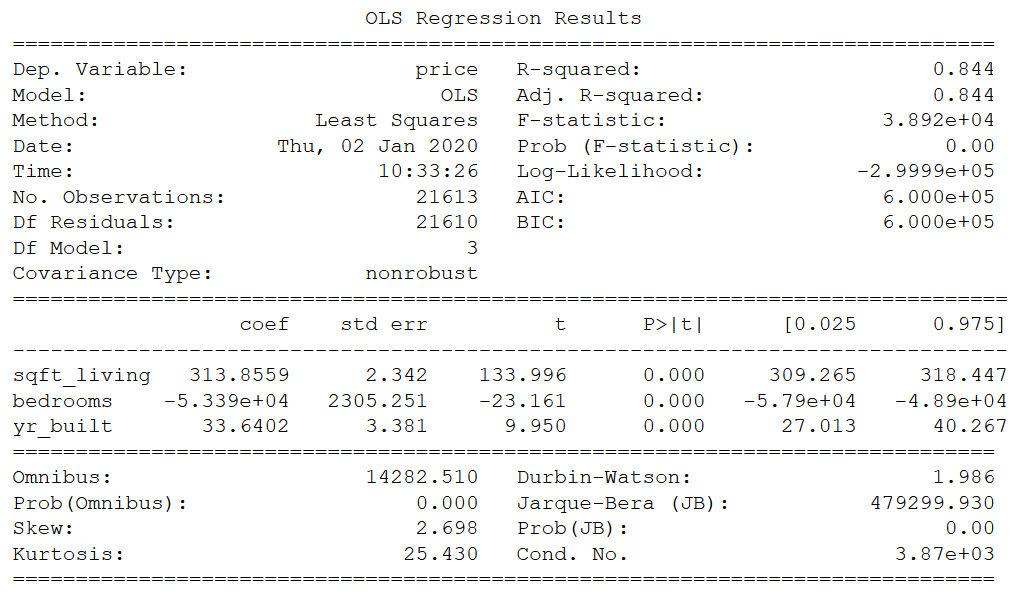 OLS Regression Results
==============================================================================
Dep. Variable: price R-squared: 0.844
Model: OLS Adj. R-squared: 0.844
Method: Least Squares F-statistic: 3.892e+04
Date: Thu, 02 Jan 2020 Prob (F-statistic): 0.00
Time: 10:33:26 Log-Likelihood: -2.9999e+05
No. Observations: 21613 AIC: 6.000e+05
Df Residuals: 21610 BIC: 6.000e+05
Df Model: 3
Covariance Type: nonrobust
===============================================================================
coef std err t P>|t| [0.025 0.975]
-------------------------------------------------------------------------------
sqft_living 313.8559 2.342 133.996 0.000 309.265 318.447
bedrooms -5.339e+04 2305.251 -23.161 0.000 -5.79e+04 -4.89e+04
yr_built 33.6402 3.381 9.950 0.000 27.013 40.267
==============================================================================
Omnibus: 14282.510 Durbin-Watson: 1.986
Prob(Omnibus): 0.000 Jarque-Bera (JB): 479299.930
Skew: 2.698 Prob(JB): 0.00
Kurtosis: 25.430 Cond. No. 3.87e+03
==============================================================================